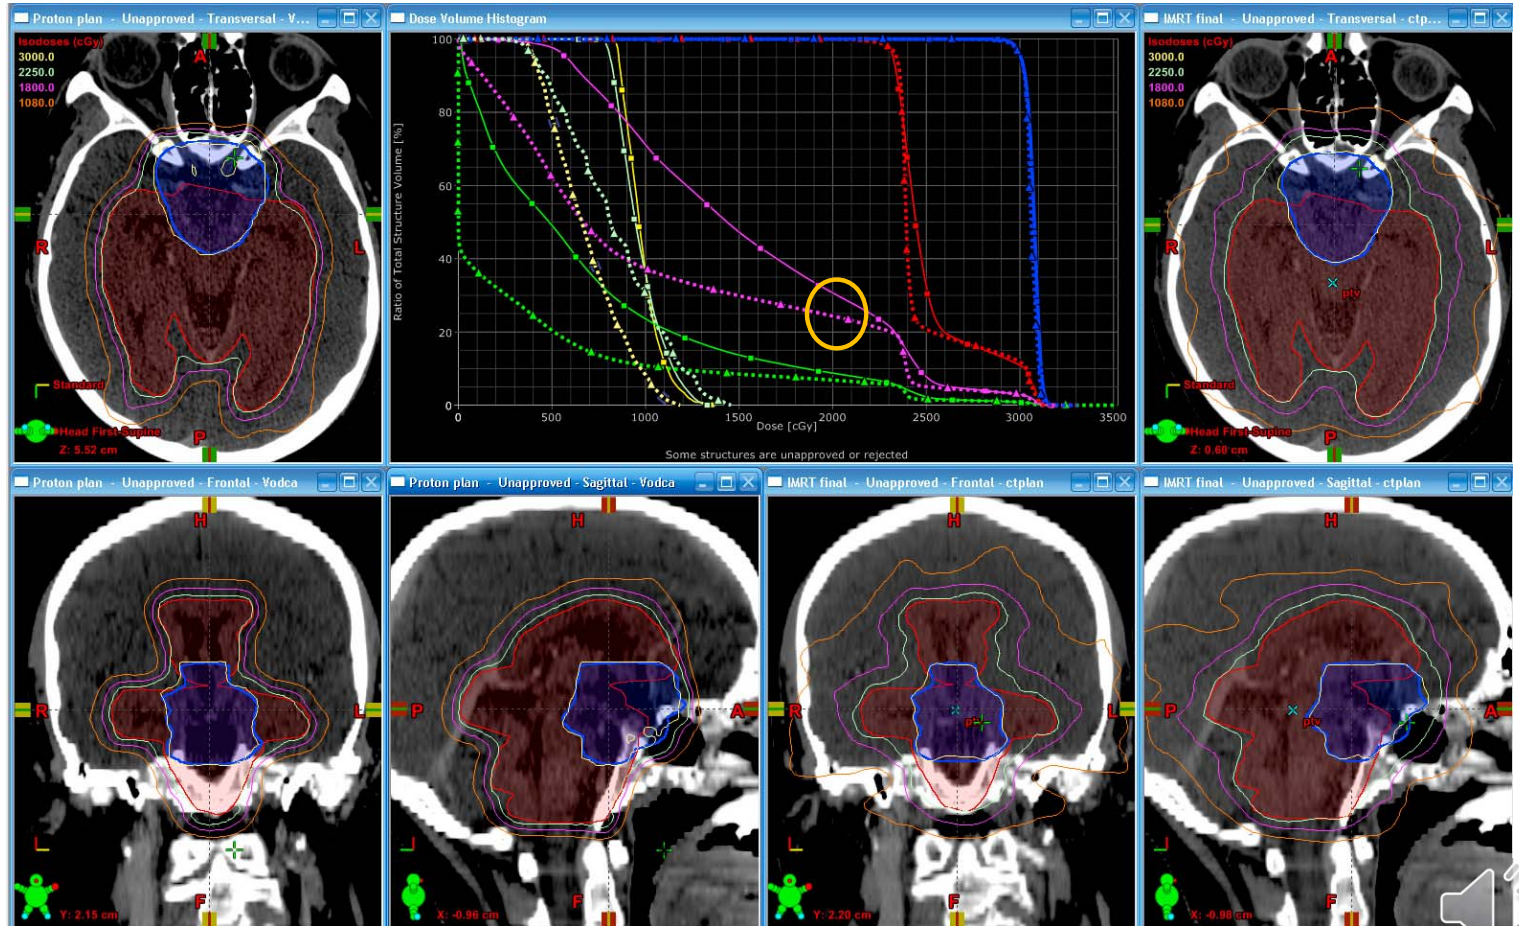 Proton plan - Unapproved - Transversal - V...
Isodoses (cGy)
3000.0
2250.0
1800.0
1080.0
A
R
L
P
Standard
Head First-Supine
Z: 5.52 cm
Dose Volume Histogram
Ratio of Total Structure Volume [%]
100
80
60
40
20
0
0
500
1000
1500
2000
2500
3000
3500
Dose [cGy]
Some structures are unapproved or rejected
IMRT final - Unapproved - Transversal - ctp...
Isodoses (cGy)
3000.0
2250.0
1800.0
1080.0
A
R
L
ptv
P
Standard
Head First-Supine
Z: 0.60 cm
Proton plan - Unapproved - Frontal - Vodca
H
R
L
F
Y: 2.15 cm
Proton plan - Unapproved - Sagittal - Vodca
H
P
A
F
X: -0.96 cm
IMRT final - Unapproved - Frontal - ctplan
H
R
L
F
Y: 2.20 cm
IMRT final - Unapproved - Sagittal - ctplan
H
P
A
ptv
F
X: -0.98 cm